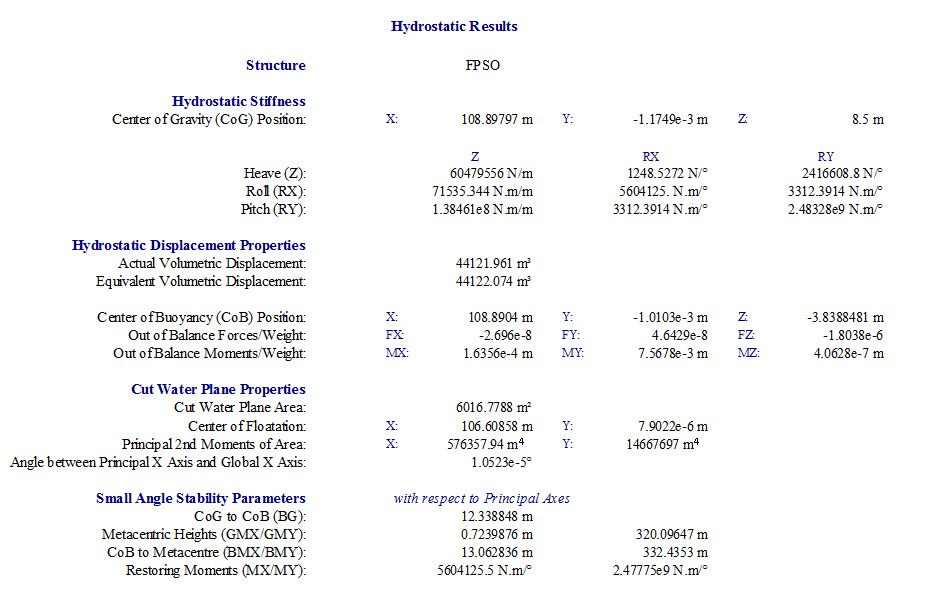 Hydrostatic Results
Structure FPSO
Hydrostatic Stiffness
Center of Gravity (CoG) Position: X: 108.89797 m Y: -1.1749e-3 m Z: 8.5 m
Z RX RY
Heave (Z): 60479556 N/m 1248.5272 N/° 2416608.8 N/°
Roll (RX): 71535.344 N.m/m 5604125. N.m/° 3312.3914 N.m/°
Pitch (RY): 1.38461e8 N.m/m 3312.3914 N.m/° 2.48328e9 N.m/°
Hydrostatic Displacement Properties
Actual Volumetric Displacement: 44121.961 m³
Equivalent Volumetric Displacement: 44122.074 m³
Center of Buoyancy (CoB) Position: X: 108.8904 m Y: -1.0103e-3 m Z: -3.8388481 m
Out of Balance Forces/Weight: FX: -2.696e-8 FY: 4.6429e-8 FZ: -1.8038e-6
Out of Balance Moments/Weight: MX: 1.6356e-4 m MY: 7.5678e-3 m MZ: 4.0628e-7 m
Cut Water Plane Properties
Cut Water Plane Area: 6016.7788 m²
Center of Floatation: X: 106.60858 m Y: 7.9022e-6 m
Principal 2nd Moments of Area: X: 576357.94 m⁴ Y: 14667697 m⁴
Angle between Principal X Axis and Global X Axis: 1.0523e-5°
Small Angle Stability Parameters with respect to Principal Axes
CoG to CoB (BG): 12.338848 m
Metacentric Heights (GMX/GMY): 0.7239876 m 320.09647 m
CoB to Metacentre (BMX/BMY): 13.062836 m 332.4353 m
Restoring Moments (MX/MY): 5604125.5 N.m/° 2.47775e9 N.m/°